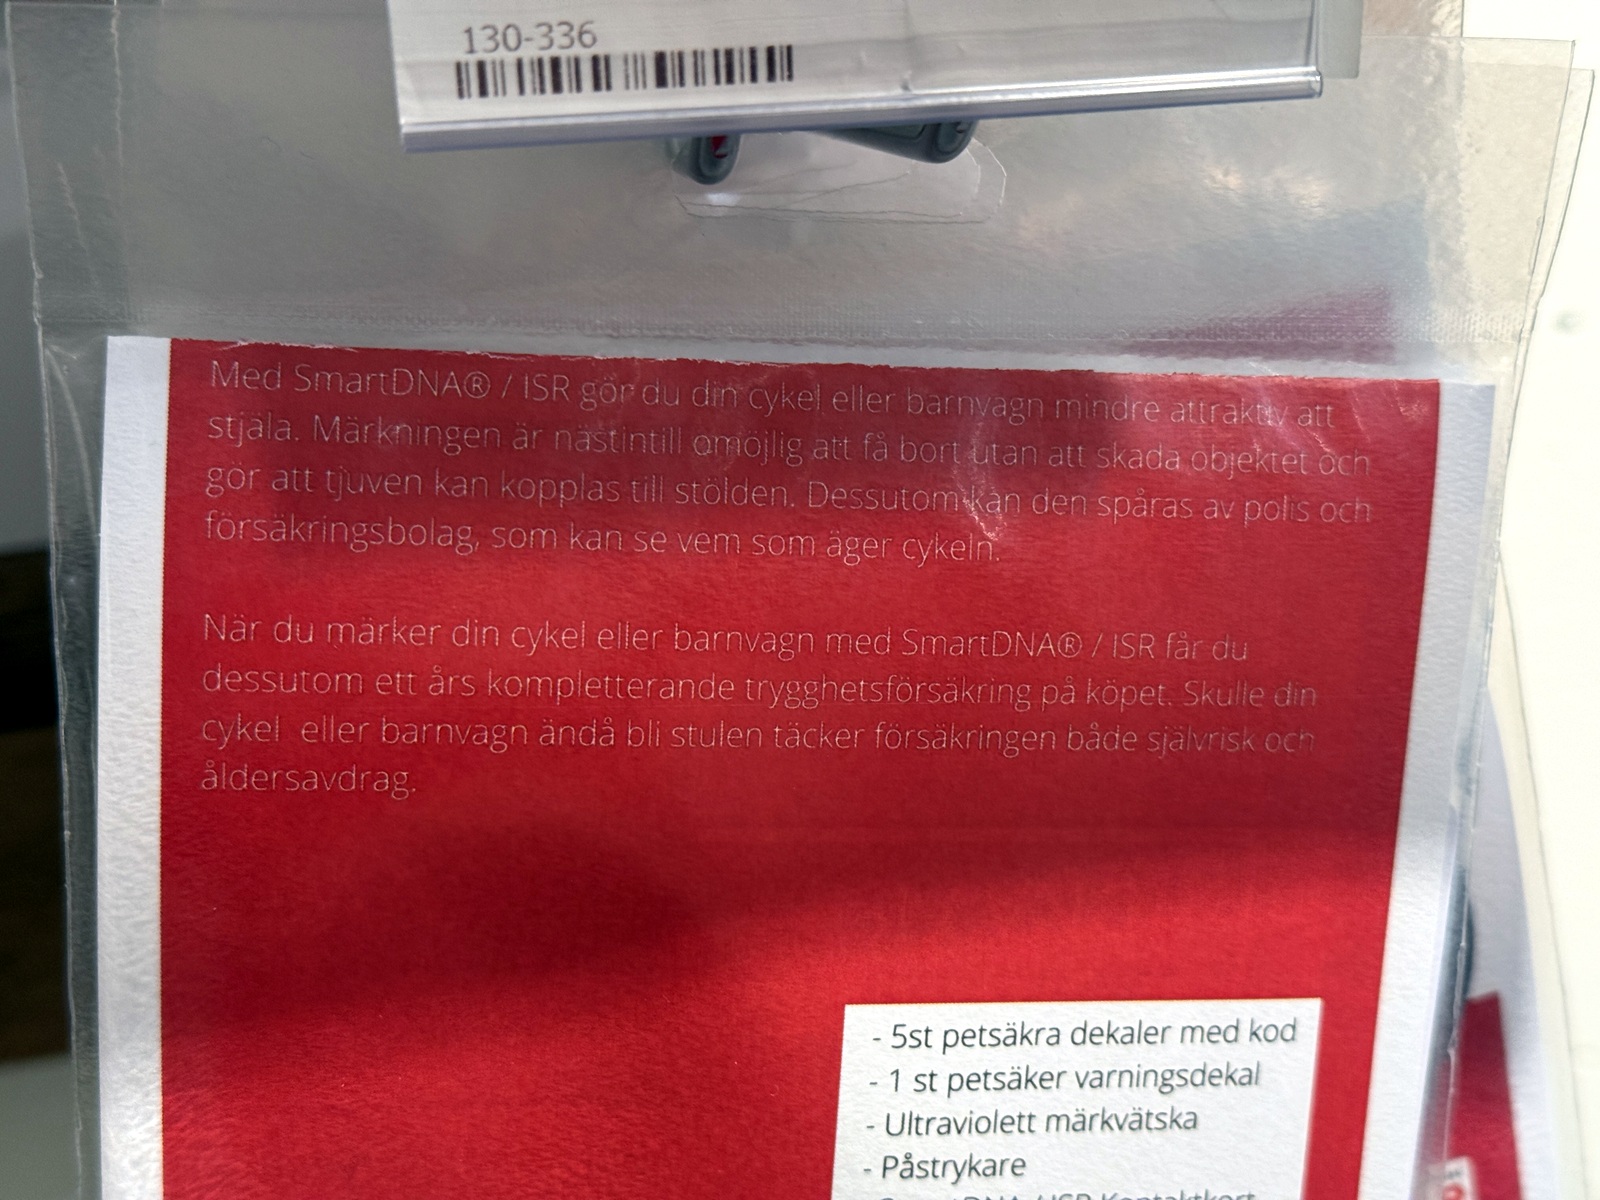 130-336
Med SmartDNA® / ISR gör du din cykel eller barnvagn mindre attraktiv att
stjäla. Märkningen är nästintill omöjlig att få bort utan att skada objektet och
gör att tjuven kan kopplas till stölden. Dessutom kan den spåras av polis och
försäkringsbolag, som kan se vem som äger cykeln.
När du märker din cykel eller barnvagn med SmartDNA® / ISR får du
dessutom ett års kompletterande trygghetsförsäkring på köpet. Skulle din
cykel eller barnvagn ändå bli stulen täcker försäkringen både självrisk och
åldersavdrag.
- 5st petsäkra dekaler med kod
- 1 st petsäker varningsdekal
- Ultraviolett märkvätska
- Påstrykare
- SmartDNA / ISR Kontaktkort